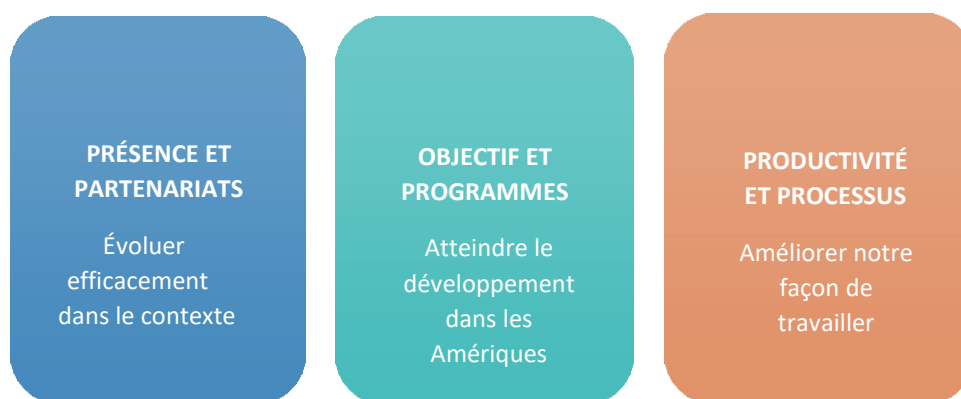 PRÉSENCE ET
PARTENARIATS
Évoluer
efficacement
dans le contexte
OBJECTIF ET
PROGRAMMES
Atteindre le
développement
dans les
Amériques
PRODUCTIVITÉ
ET PROCESSUS
Améliorer notre
façon de
travailler